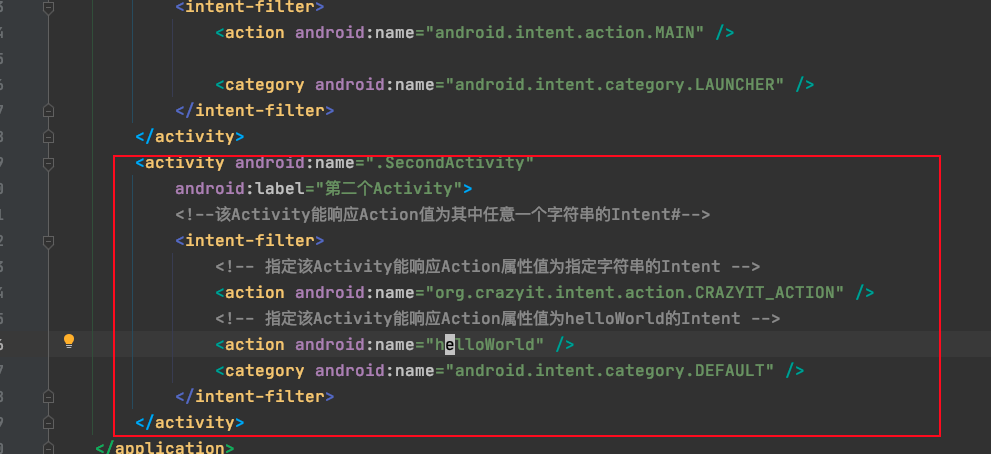 <intent-filter>
<action android:name="android.intent.action.MAIN" />
<category android:name="android.intent.category.LAUNCHER" />
</intent-filter>
</activity>
<activity android:name=".SecondActivity"
android:label="第二个Activity">
<!--该Activity能响应Action值为其中任意一个字符串的Intent#-->
<intent-filter>
<!-- 指定该Activity能响应Action属性值为指定字符串的Intent -->
<action android:name="org.crazyit.intent.action.CRAZYIT_ACTION" />
<!-- 指定该Activity能响应Action属性值为helloWorld的Intent -->
<action android:name="helloWorld" />
<category android:name="android.intent.category.DEFAULT" />
</intent-filter>
</activity>
</application>